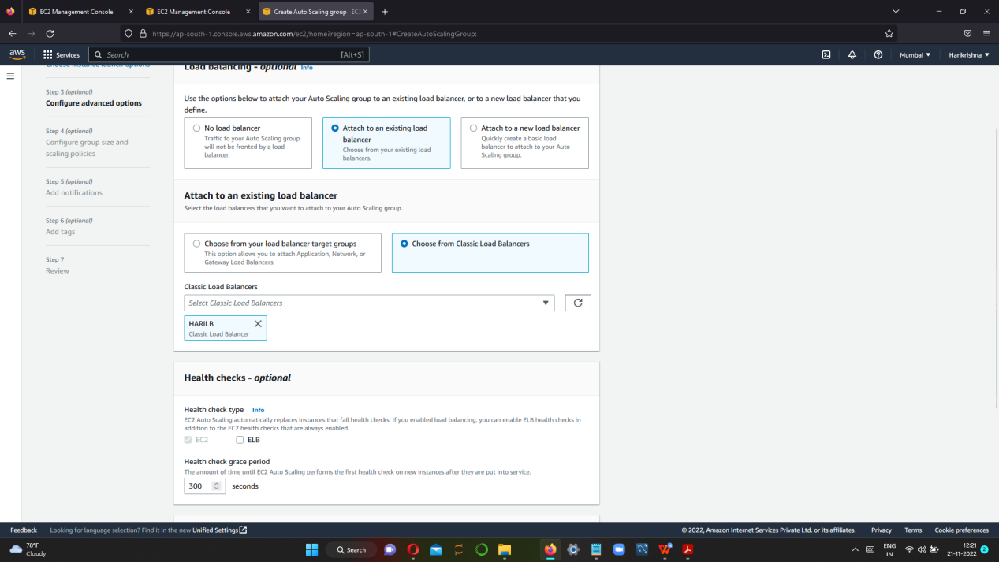 EC2 Management Console
EC2 Management Console
Create Auto Scaling group | EC2
https://ap-south-1.console.aws.amazon.com/ec2/home?region=ap-south-1#CreateAutoScalingGroup:
aws
Services
Search
[Alt+S]
Mumbai
Harikrishna
Choose instance launch options
Step 3 (optional)
Configure advanced options
Step 4 (optional)
Configure group size and
scaling policies
Step 5 (optional)
Add notifications
Step 6 (optional)
Add tags
Step 7
Review
Load balancing - optional Info
Use the options below to attach your Auto Scaling group to an existing load balancer, or to a new load balancer that you
define.
No load balancer
Traffic to your Auto Scaling group
will not be fronted by a load
balancer.
Attach to an existing load
balancer
Choose from your existing load
balancers.
Attach to a new load balancer
Quickly create a basic load
balancer to attach to your Auto
Scaling group.
Attach to an existing load balancer
Select the load balancers that you want to attach to your Auto Scaling group.
Choose from your load balancer target groups
This option allows you to attach Application, Network, or
Gateway Load Balancers.
Choose from Classic Load Balancers
Classic Load Balancers
Select Classic Load Balancers
HARILB
Classic Load Balancer
Health checks - optional
Health check type Info
EC2 Auto Scaling automatically replaces instances that fail health checks. If you enabled load balancing, you can enable ELB health checks in
addition to the EC2 health checks that are always enabled.
EC2
ELB
Health check grace period
The amount of time until EC2 Auto Scaling performs the first health check on new instances after they are put into service.
300
seconds
Feedback
Looking for language selection? Find it in the new Unified Settings
© 2022, Amazon Internet Services Private Ltd. or its affiliates.
Privacy
Terms
Cookie preferences
78°F
Cloudy
Search
ENG
IN
12:21
21-11-2022
2